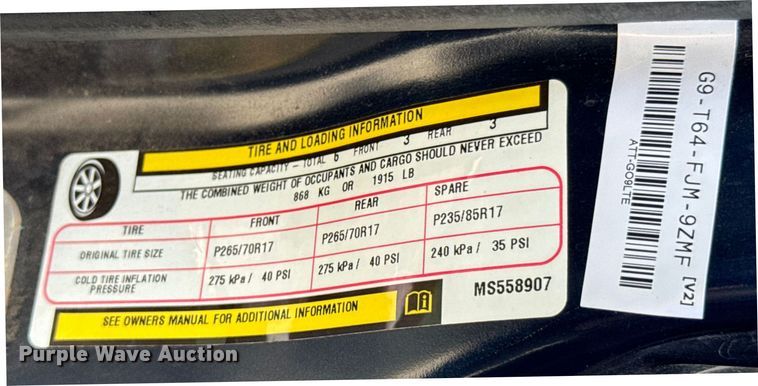 TIRE AND LOADING INFORMATION
SEATING CAPACITY - TOTAL 6 FRONT 3 REAR 3
THE COMBINED WEIGHT OF OCCUPANTS AND CARGO SHOULD NEVER EXCEED
868 KG OR 1915 LB
TIRE FRONT REAR SPARE
ORIGINAL TIRE SIZE P265/70R17 P265/70R17 P235/85R17
COLD TIRE INFLATION PRESSURE 275 kPa / 40 PSI 275 kPa / 40 PSI 240 kPa / 35 PSI
SEE OWNERS MANUAL FOR ADDITIONAL INFORMATION
MS558907
G9-T64-FJM-9ZMF [V2]
ATT-GO9LTE
Purple Wave Auction